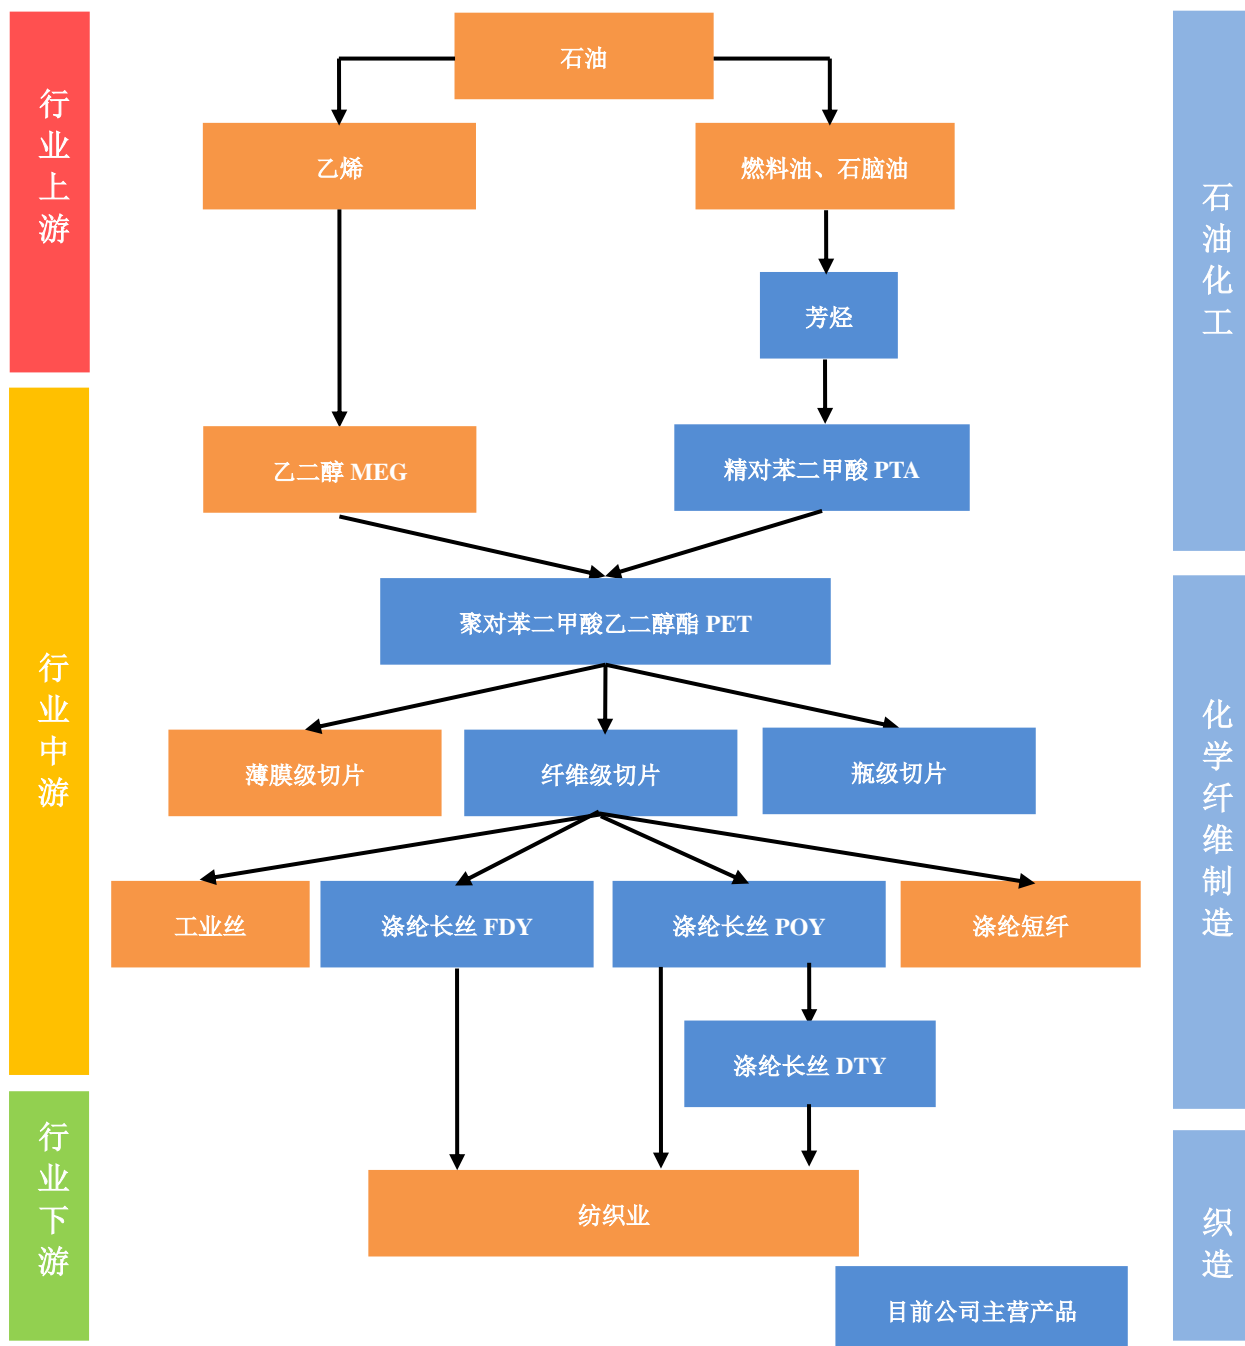 石油
行业上游
乙烯
燃料油、石脑油
石油化工
芳烃
乙二醇 MEG
精对苯二甲酸 PTA
聚对苯二甲酸乙二醇酯 PET
行业中游
薄膜级切片
纤维级切片
瓶级切片
化学纤维制造
工业丝
涤纶长丝 FDY
涤纶长丝 POY
涤纶短纤
涤纶长丝 DTY
行业下游
纺织业
织造
目前公司主营产品